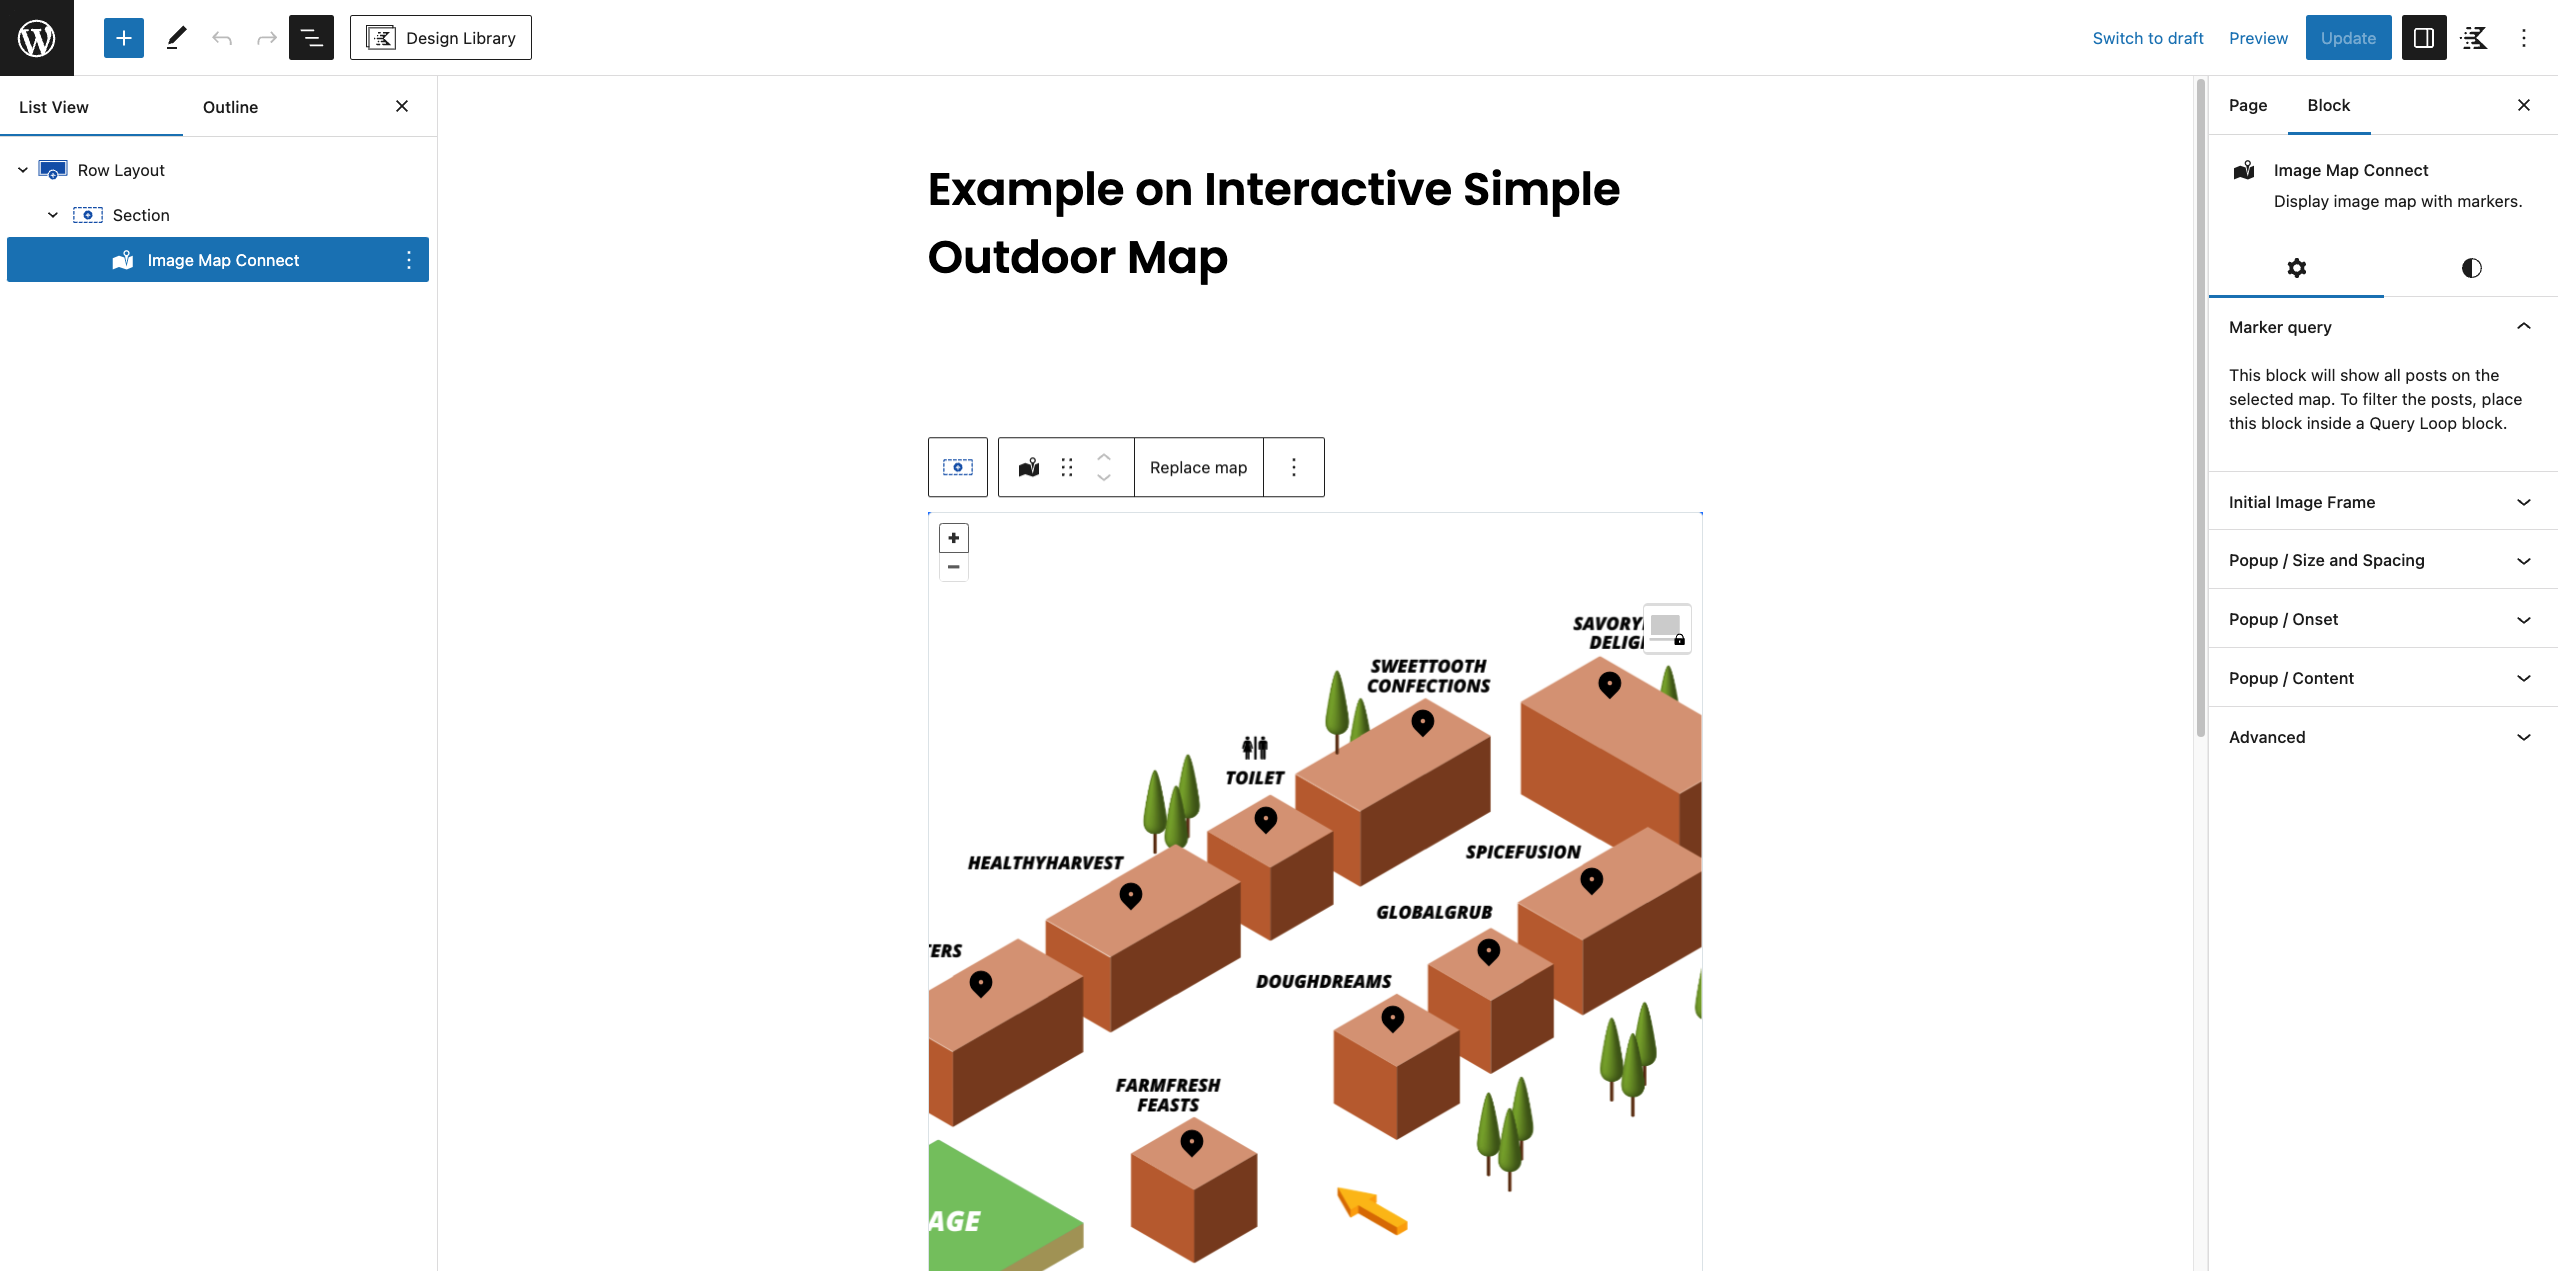 Design Library
Switch to draft
Preview
Update
List View
Outline
Row Layout
Section
Image Map Connect
Example on Interactive Simple
Outdoor Map
Replace map
SWEETTOOTH
CONFECTIONS
TOILET
HEALTHYHARVEST
SPICEFUSION
GLOBALGRUB
DOUGHDREAMS
FARMFRESH
FEASTS
Page
Block
Image Map Connect
Display image map with markers.
Marker query
This block will show all posts on the
selected map. To filter the posts, place
this block inside a Query Loop block.
Initial Image Frame
Popup / Size and Spacing
Popup / Onset
Popup / Content
Advanced